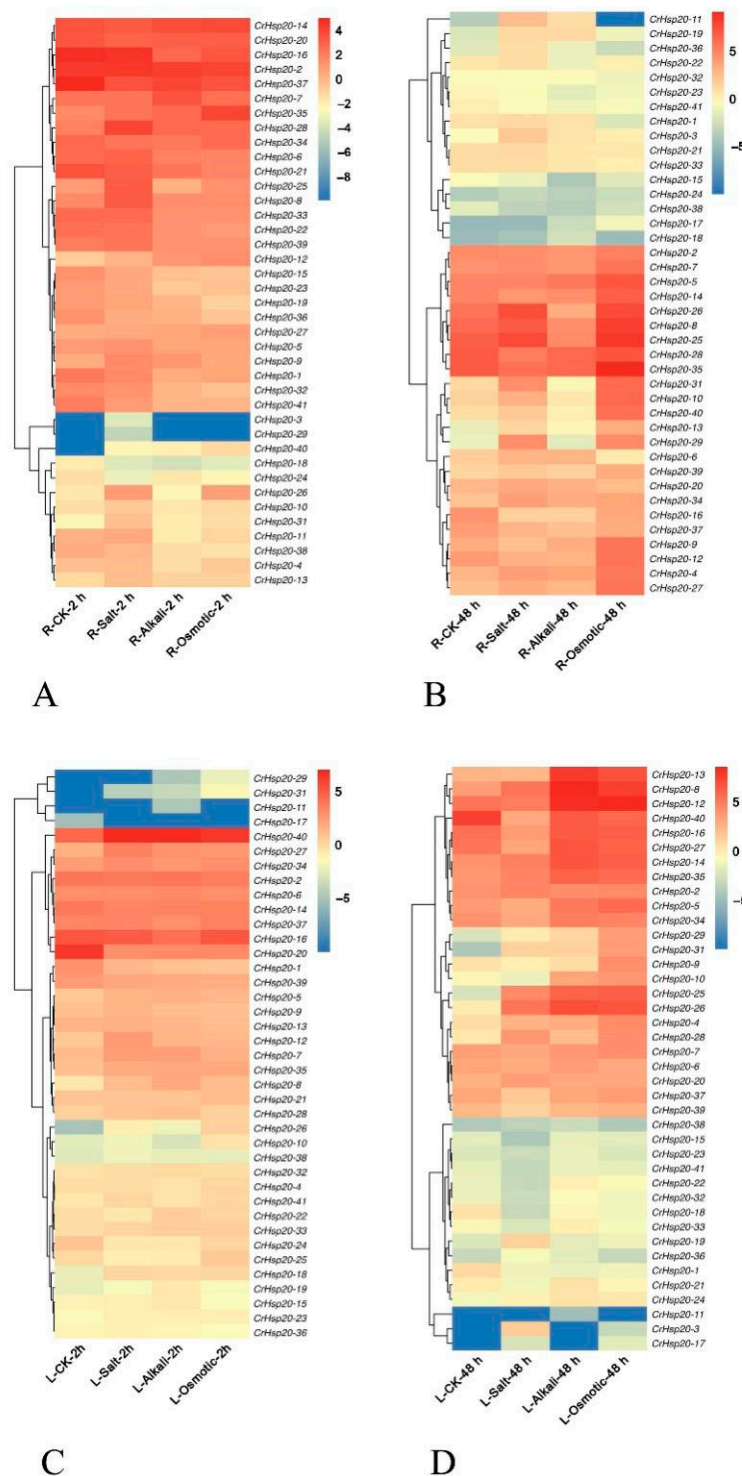 CrHsp20-14
CrHsp20-20
CrHsp20-16
CrHsp20-2
CrHsp20-37
CrHsp20-7
CrHsp20-35
CrHsp20-28
CrHsp20-34
CrHsp20-6
CrHsp20-21
CrHsp20-25
CrHsp20-8
CrHsp20-33
CrHsp20-22
CrHsp20-39
CrHsp20-12
CrHsp20-15
CrHsp20-23
CrHsp20-19
CrHsp20-36
CrHsp20-27
CrHsp20-5
CrHsp20-9
CrHsp20-1
CrHsp20-32
CrHsp20-41
CrHsp20-3
CrHsp20-29
CrHsp20-40
CrHsp20-18
CrHsp20-24
CrHsp20-26
CrHsp20-10
CrHsp20-31
CrHsp20-11
CrHsp20-38
CrHsp20-4
CrHsp20-13
4
2
0
-2
-4
-6
-8
R-CK-2 h
R-Salt-2 h
R-Alkali-2 h
R-Osmotic-2 h
A
CrHsp20-11
CrHsp20-19
CrHsp20-36
CrHsp20-22
CrHsp20-32
CrHsp20-23
CrHsp20-41
CrHsp20-1
CrHsp20-3
CrHsp20-21
CrHsp20-33
CrHsp20-15
CrHsp20-24
CrHsp20-38
CrHsp20-17
CrHsp20-18
CrHsp20-2
CrHsp20-7
CrHsp20-5
CrHsp20-14
CrHsp20-26
CrHsp20-8
CrHsp20-25
CrHsp20-28
CrHsp20-35
CrHsp20-31
CrHsp20-10
CrHsp20-40
CrHsp20-13
CrHsp20-29
CrHsp20-6
CrHsp20-39
CrHsp20-20
CrHsp20-34
CrHsp20-16
CrHsp20-37
CrHsp20-9
CrHsp20-12
CrHsp20-4
CrHsp20-27
5
0
-5
R-CK-48 h
R-Salt-48 h
R-Alkali-48 h
R-Osmotic-48 h
B
CrHsp20-29
CrHsp20-31
CrHsp20-11
CrHsp20-17
CrHsp20-40
CrHsp20-27
CrHsp20-34
CrHsp20-2
CrHsp20-6
CrHsp20-14
CrHsp20-37
CrHsp20-16
CrHsp20-20
CrHsp20-1
CrHsp20-39
CrHsp20-5
CrHsp20-9
CrHsp20-13
CrHsp20-12
CrHsp20-7
CrHsp20-35
CrHsp20-8
CrHsp20-21
CrHsp20-28
CrHsp20-26
CrHsp20-10
CrHsp20-38
CrHsp20-32
CrHsp20-4
CrHsp20-41
CrHsp20-22
CrHsp20-33
CrHsp20-24
CrHsp20-25
CrHsp20-18
CrHsp20-19
CrHsp20-15
CrHsp20-23
CrHsp20-36
5
0
-5
L-CK-2h
L-Salt-2h
L-Alkali-2h
L-Osmotic-2h
C
CrHsp20-13
CrHsp20-8
CrHsp20-12
CrHsp20-40
CrHsp20-16
CrHsp20-27
CrHsp20-14
CrHsp20-35
CrHsp20-2
CrHsp20-5
CrHsp20-34
CrHsp20-29
CrHsp20-31
CrHsp20-9
CrHsp20-10
CrHsp20-25
CrHsp20-26
CrHsp20-4
CrHsp20-28
CrHsp20-7
CrHsp20-6
CrHsp20-20
CrHsp20-37
CrHsp20-39
CrHsp20-38
CrHsp20-15
CrHsp20-23
CrHsp20-41
CrHsp20-22
CrHsp20-32
CrHsp20-18
CrHsp20-33
CrHsp20-19
CrHsp20-36
CrHsp20-1
CrHsp20-21
CrHsp20-24
CrHsp20-11
CrHsp20-3
CrHsp20-17
5
0
-5
L-CK-48 h
L-Salt-48 h
L-Alkali-48 h
L-Osmotic-48 h
D